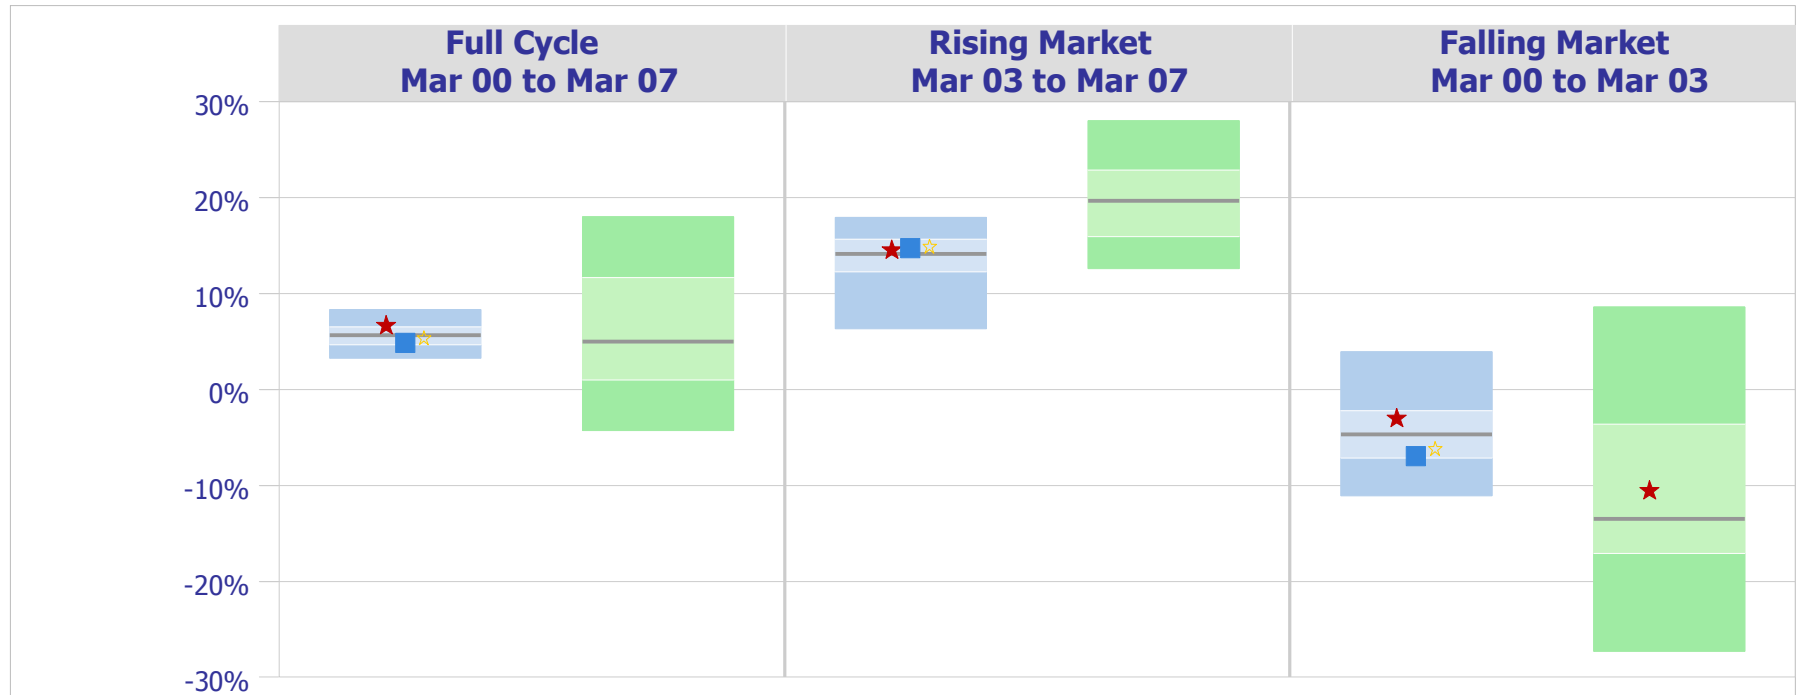 Full Cycle
Mar 00 to Mar 07
Rising Market
Mar 03 to Mar 07
Falling Market
Mar 00 to Mar 03
30%
20%
10%
0%
-10%
-20%
-30%